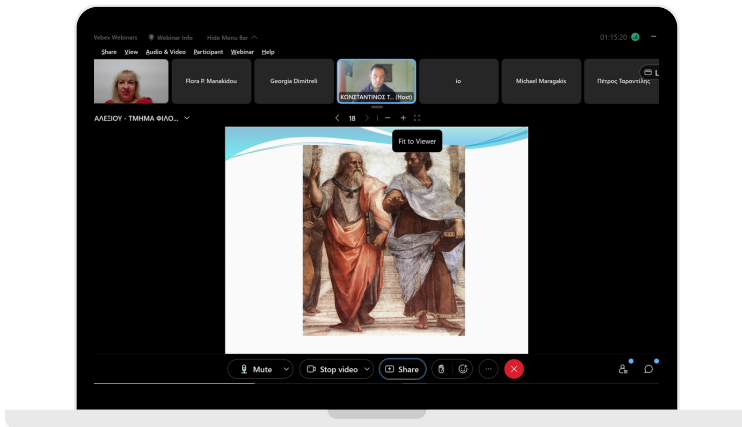 Vebex Webinars Webinar Info Hide Menu Bar 01:15:20
Share View Audio & Video Participant Webinar Help
Flora P. Manakidou Georgia Dimitreli ΚΩΝΣΤΑΝΤΙΝΟΣ Τ... (Host) io Michael Maragakis Πέτρος Ταραντίλης L
ΑΛΕΞΙΟΥ - ΤΜΗΜΑ ΦΙΛΟ... 18
Fit to Viewer
Mute Stop video Share